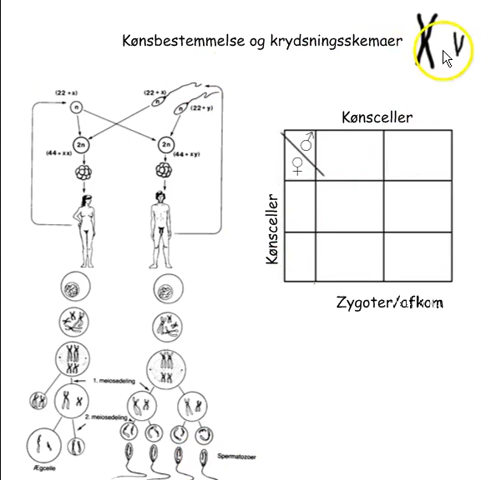 Kønsbestemmelse og krydsningsskemaer
(22 + x)
(22 + x)
n
n
n
(22 + y)
2n
2n
(44 + xx)
(44 + xy)
Kønsceller
♂
♀
Kønsceller
Zygoter/afkom
1. meiosedeling
2. meiosedeling
Ægcelle
Spermatozoer